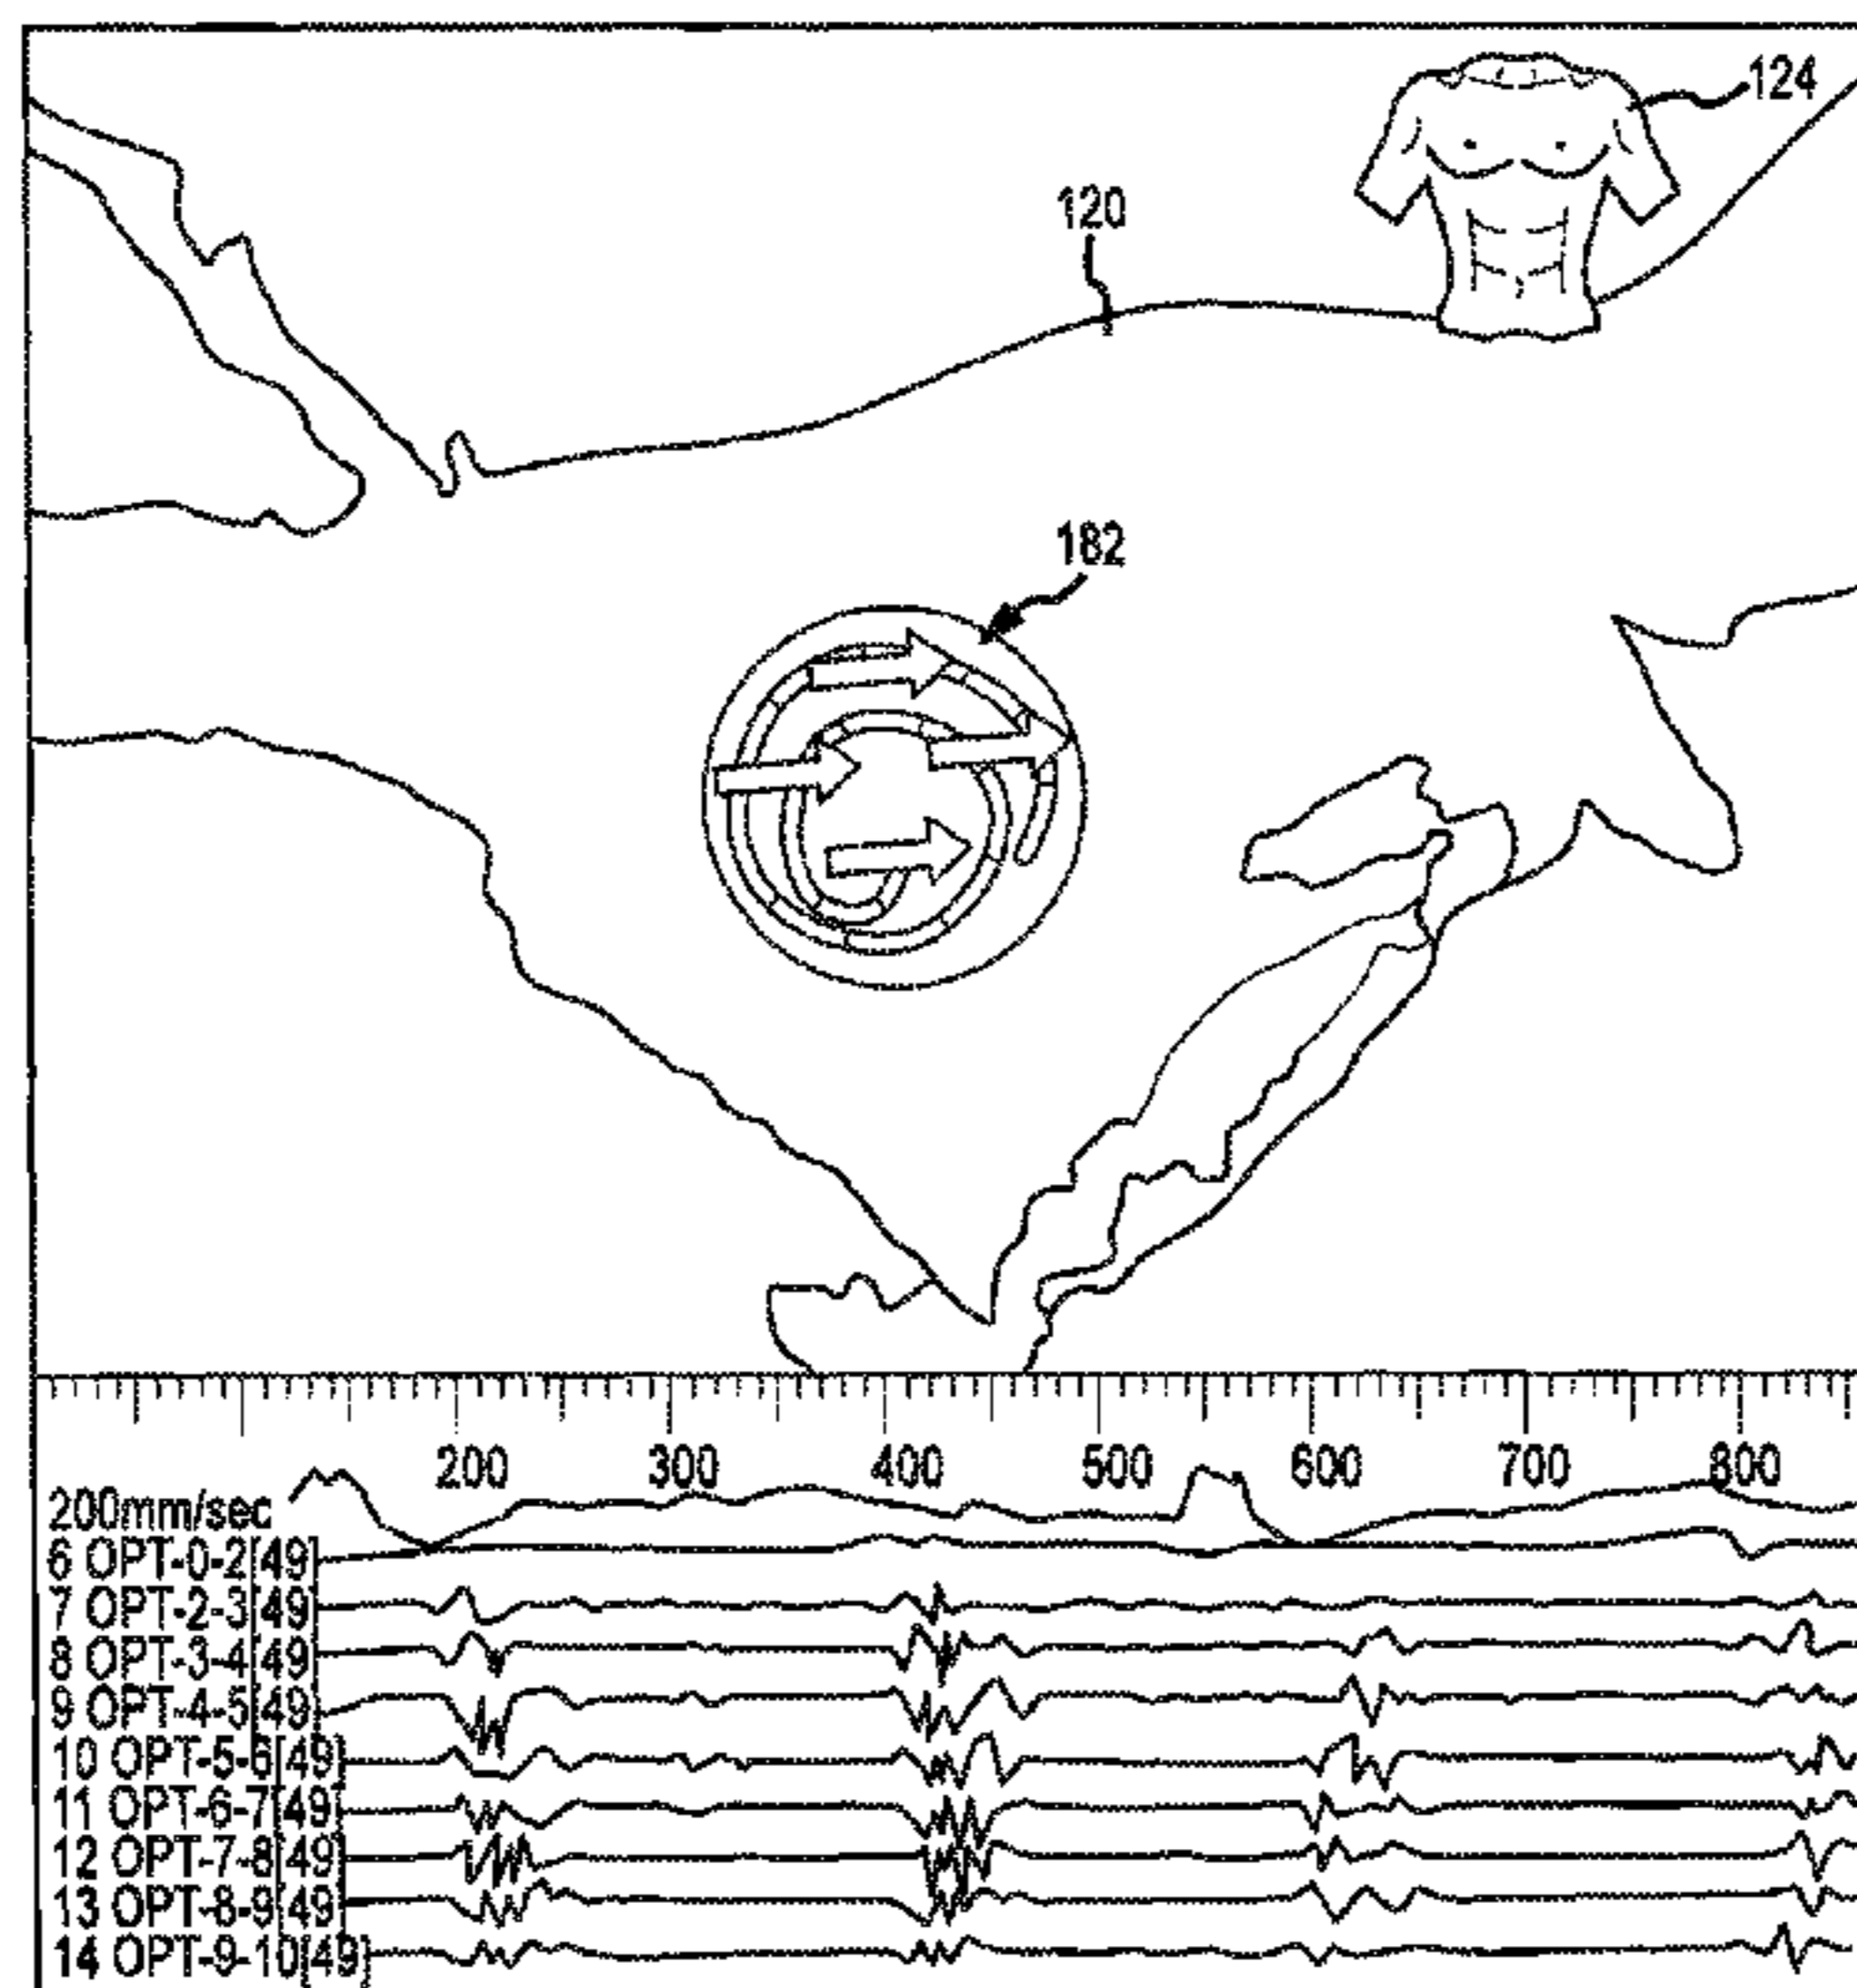 124
120
182
200 300 400 500 600 700 800
200mm/sec
6 OPT-0-2[49]
7 OPT-2-3[49]
8 OPT-3-4[49]
9 OPT-4-5[49]
10 OPT-5-6[49]
11 OPT-6-7[49]
12 OPT-7-8[49]
13 OPT-8-9[49]
14 OPT-9-10[49]